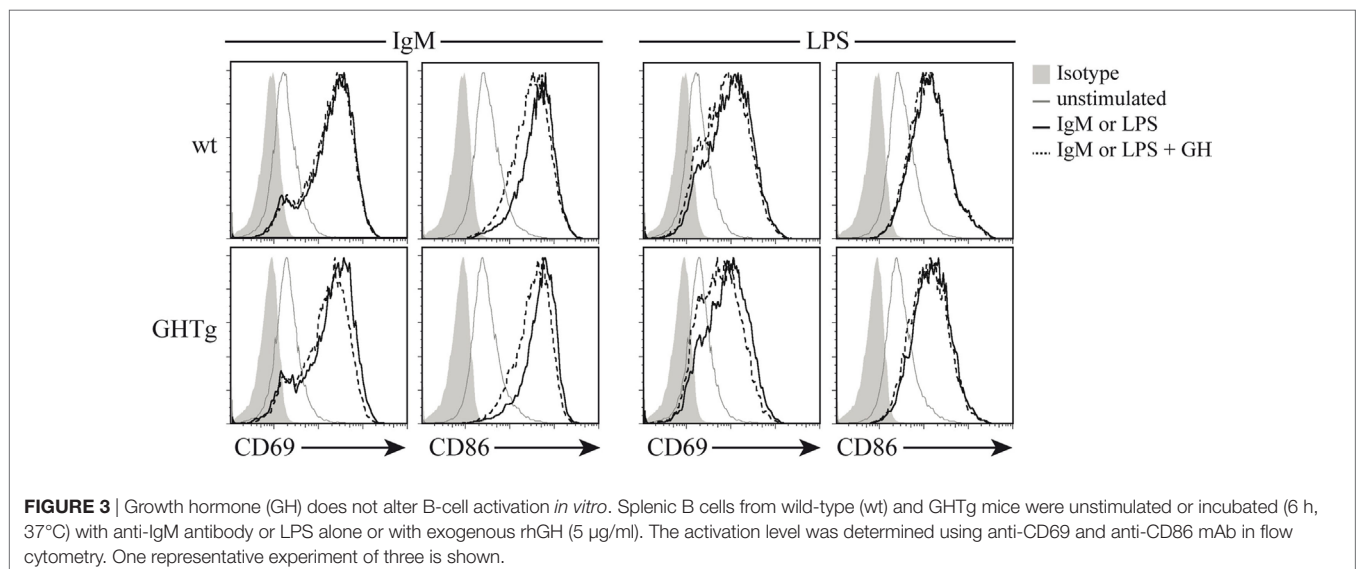 IgM
LPS
Isotype
unstimulated
IgM or LPS
IgM or LPS + GH
wt
GHTg
CD69
CD86
CD69
CD86
FIGURE 3 | Growth hormone (GH) does not alter B-cell activation in vitro. Splenic B cells from wild-type (wt) and GHTg mice were unstimulated or incubated (6 h,
37°C) with anti-IgM antibody or LPS alone or with exogenous rhGH (5 μg/ml). The activation level was determined using anti-CD69 and anti-CD86 mAb in flow
cytometry. One representative experiment of three is shown.